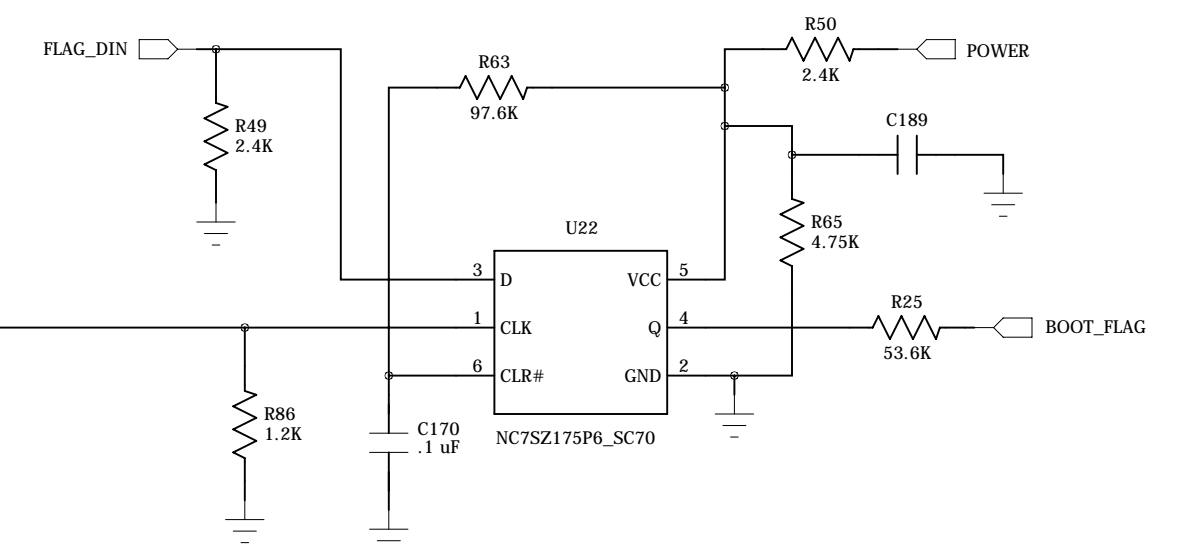 FLAG_DIN
R50
2.4K
POWER
R63
97.6K
R49
2.4K
C189
R65
4.75K
U22
3
D
VCC
5
1
CLK
Q
4
R25
53.6K
BOOT_FLAG
6
CLR#
GND
2
R86
1.2K
C170
.1 uF
NC7SZ175P6_SC70